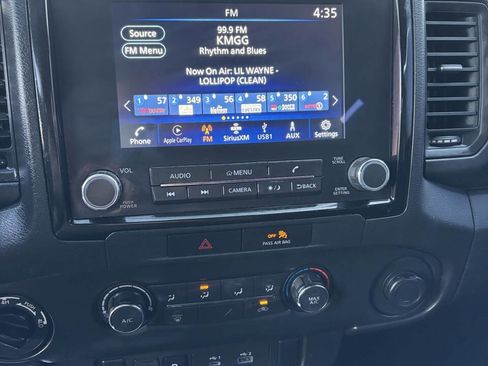 FM
4:35
Source
FM Menu
99.9 FM
KMGG
Rhythm and Blues
Now On Air: LIL WAYNE -
LOLLIPOP (CLEAN)
1 57 2 349 3 56 4 58 5 350 6 2
Phone Apple CarPlay FM SiriusXM USB1 AUX Settings
VOL
AUDIO MENU
TUNE
SCROLL
CAMERA BACK
PUSH
POWER
ENTER
SETTING
OFF
PASS AIR BAG
4H
PUSH
A/C
MAX
A/C